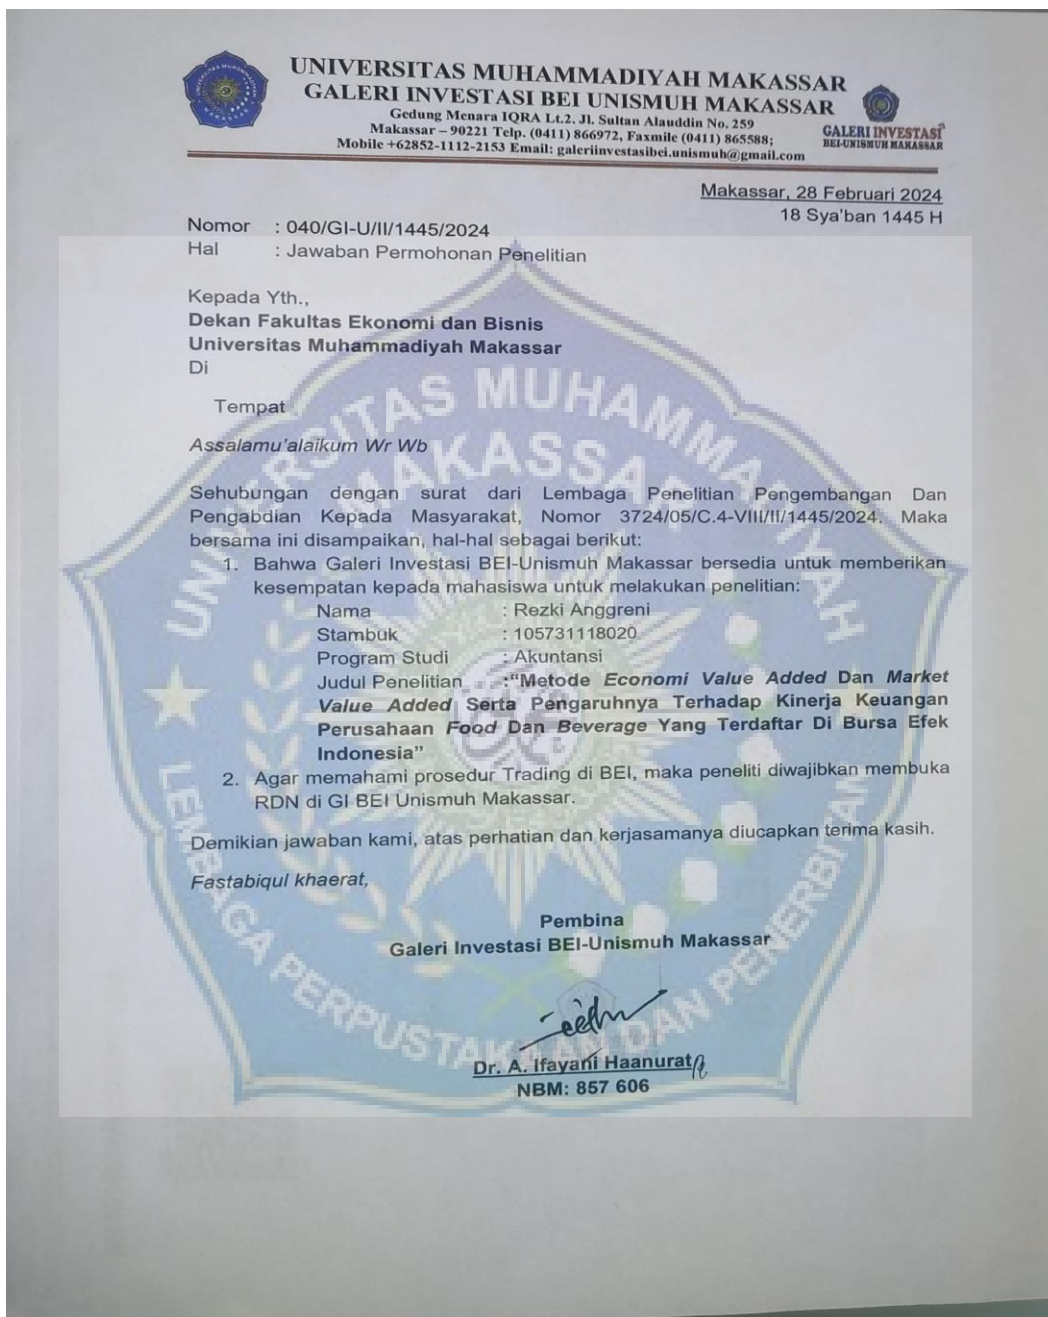 UNIVERSITAS MUHAMMADIYAH MAKASSAR
GALERI INVESTASI BEI UNISMUH MAKASSAR
Gedung Menara IQRA Lt.2. Jl. Sultan Alauddin No. 259
Makassar – 90221 Telp. (0411) 866972, Faxmile (0411) 865588;
Mobile +62852-1112-2153 Email: galeriinvestasibei.unismuh@gmail.com
GALERI INVESTASI
BEI-UNISMUH MAKASSAR
Makassar, 28 Februari 2024
18 Sya'ban 1445 H
Nomor : 040/GI-U/II/1445/2024
Hal : Jawaban Permohonan Penelitian
Kepada Yth.,
Dekan Fakultas Ekonomi dan Bisnis
Universitas Muhammadiyah Makassar
Di
Tempat
Assalamu'alaikum Wr Wb
Sehubungan dengan surat dari Lembaga Penelitian Pengembangan Dan
Pengabdian Kepada Masyarakat, Nomor 3724/05/C.4-VIII/II/1445/2024. Maka
bersama ini disampaikan, hal-hal sebagai berikut:
1. Bahwa Galeri Investasi BEI-Unismuh Makassar bersedia untuk memberikan
kesempatan kepada mahasiswa untuk melakukan penelitian:
Nama : Rezki Anggreni
Stambuk : 105731118020
Program Studi : Akuntansi
Judul Penelitian :"Metode Economi Value Added Dan Market
Value Added Serta Pengaruhnya Terhadap Kinerja Keuangan
Perusahaan Food Dan Beverage Yang Terdaftar Di Bursa Efek
Indonesia"
2. Agar memahami prosedur Trading di BEI, maka peneliti diwajibkan membuka
RDN di GI BEI Unismuh Makassar.
Demikian jawaban kami, atas perhatian dan kerjasamanya diucapkan terima kasih.
Fastabiqul khaerat,
Pembina
Galeri Investasi BEI-Unismuh Makassar
Dr. A. Ifayani Haanurat
NBM: 857 606
UNIVERSITAS MUHAMMADIYAH
MAKASSAR
LEMBAGA PERPUSTAKAAN DAN PENERBITAN